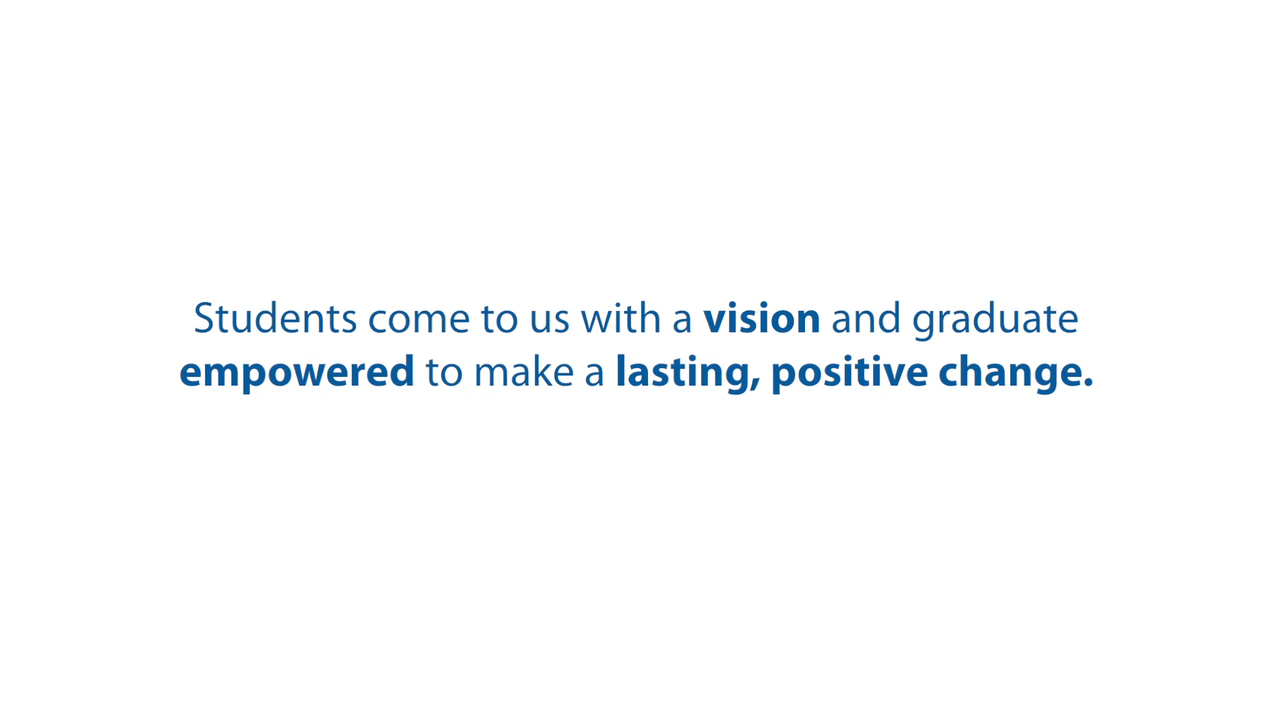 Students come to us with a vision and graduate
empowered to make a lasting, positive change.